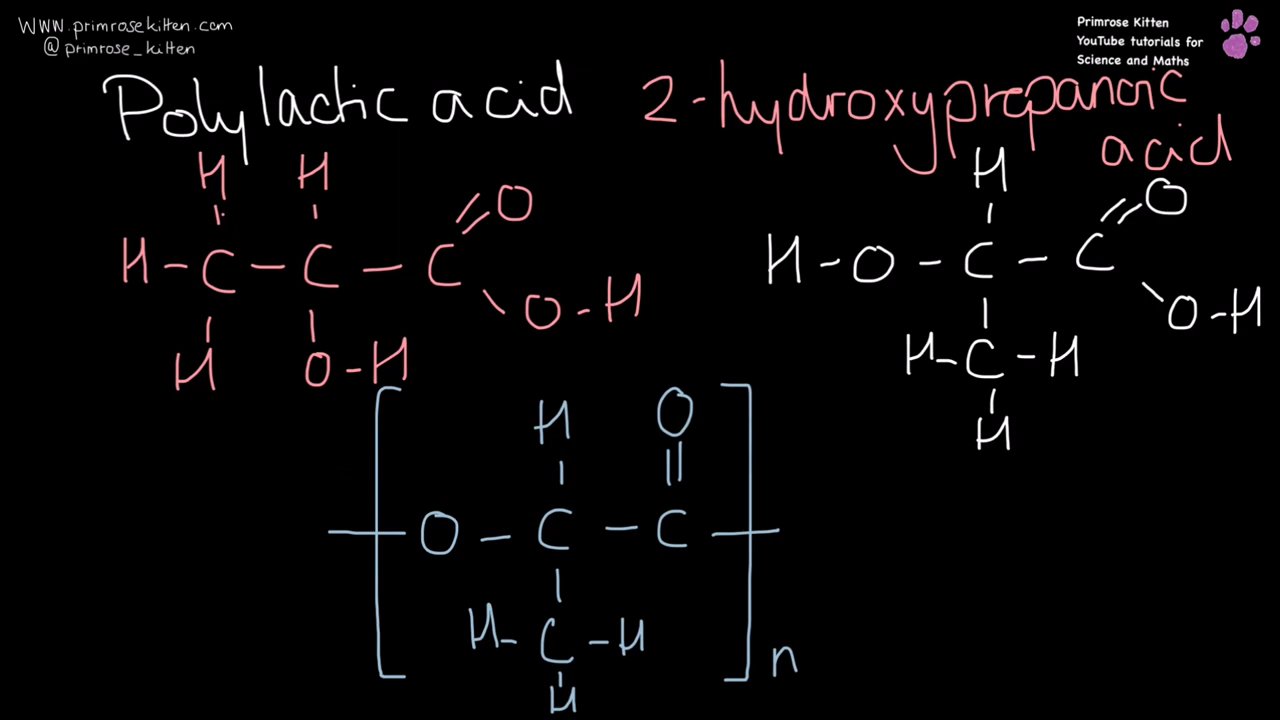 www.primrosekitten.com
@primrose_kitten
Primrose Kitten
YouTube tutorials for
Science and Maths
Polylactic acid
2-hydroxypropanoic
acid
H H
O
H - C - C - C
O - H
H O - H
H
O
H - O - C - C
O - H
H - C - H
H
H O
O - C - C
H - C - H
n
H